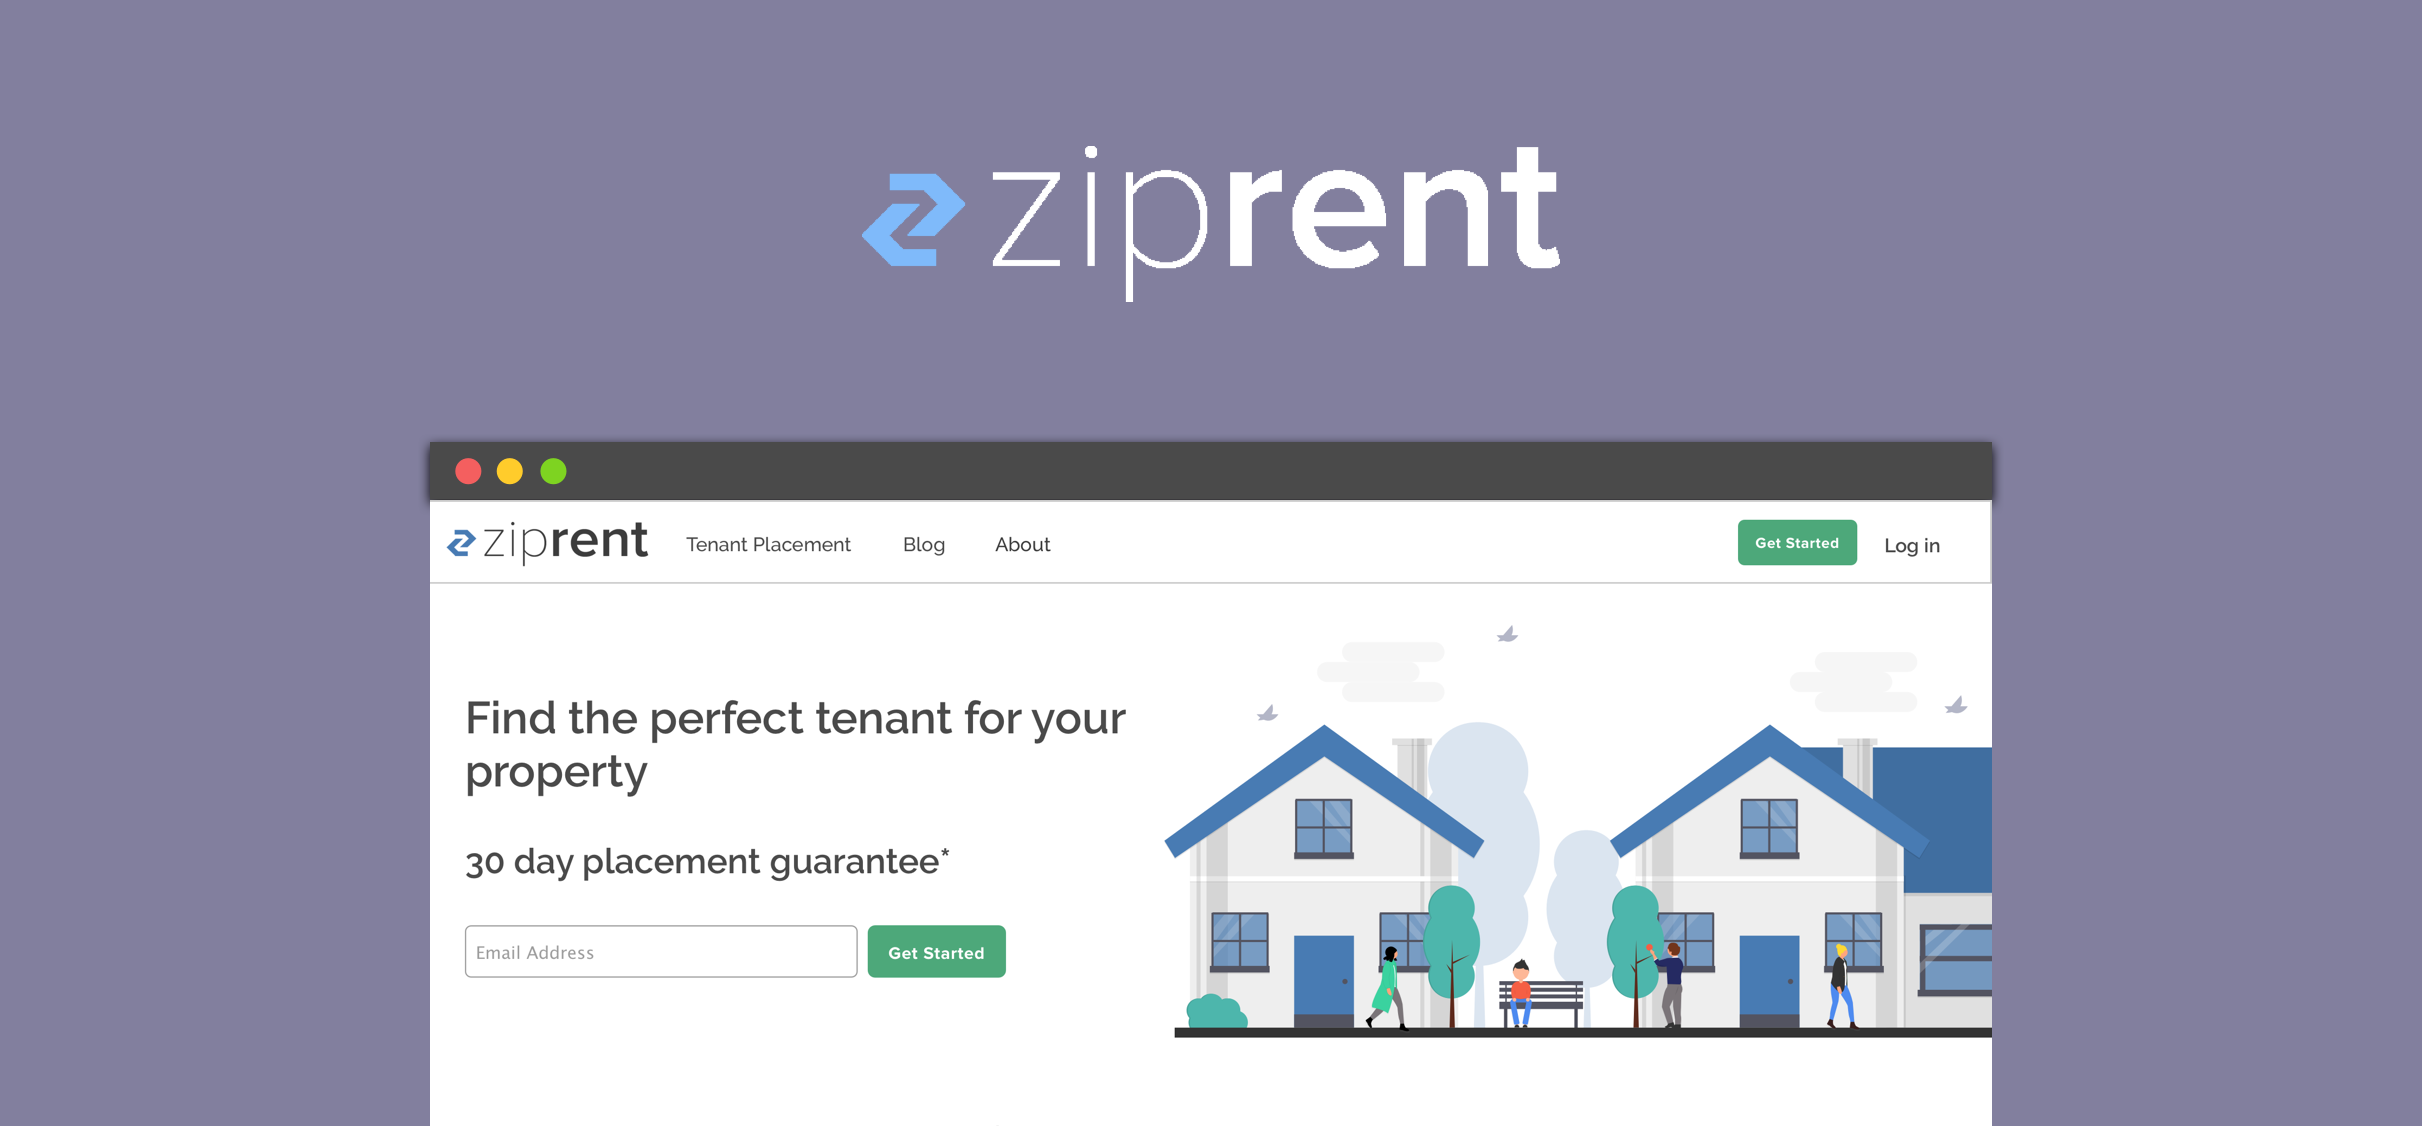 ziprent
ziprent Tenant Placement Blog About Get Started Log in
Find the perfect tenant for your
property
30 day placement guarantee*
Email Address Get Started